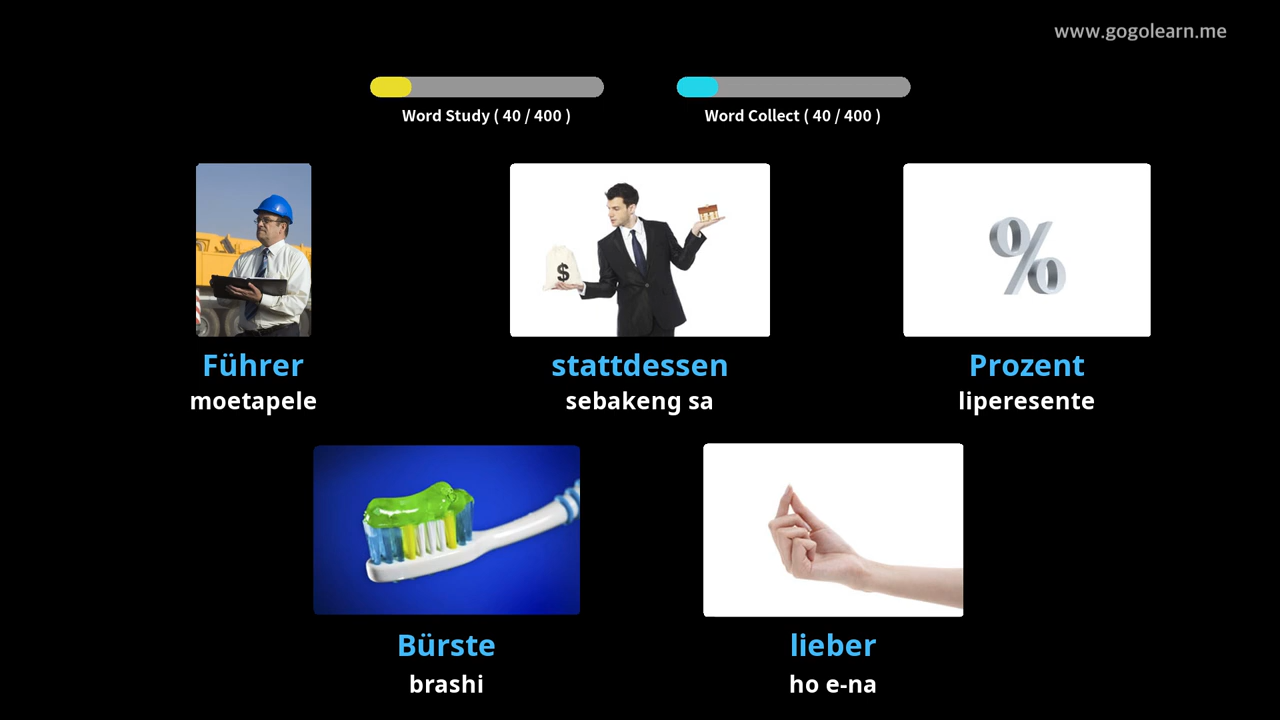 www.gogolearn.me
Word Study ( 40 / 400 )
Word Collect ( 40 / 400 )
$
%
Führer
stattdessen
Prozent
moetapele
sebakeng sa
liperesente
Bürste
lieber
brashi
ho e-na